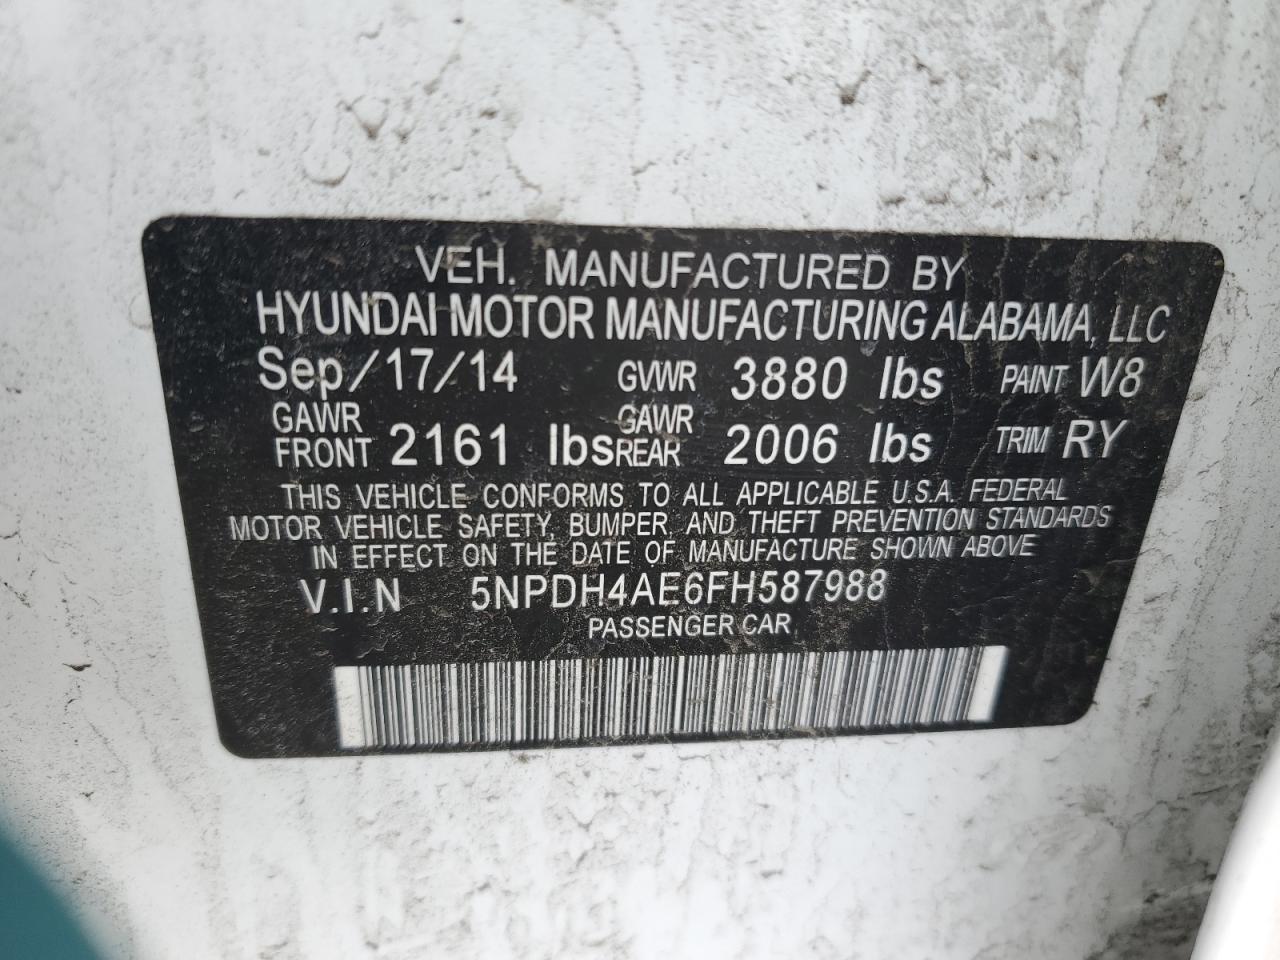 VEH. MANUFACTURED BY
HYUNDAI MOTOR MANUFACTURING ALABAMA, LLC
Sep/17/14 GVWR 3880 lbs PAINT W8
GAWR FRONT 2161 lbs GAWR REAR 2006 lbs TRIM RY
THIS VEHICLE CONFORMS TO ALL APPLICABLE U.S.A. FEDERAL
MOTOR VEHICLE SAFETY, BUMPER, AND THEFT PREVENTION STANDARDS
IN EFFECT ON THE DATE OF MANUFACTURE SHOWN ABOVE
V.I.N 5NPDH4AE6FH587988
PASSENGER CAR